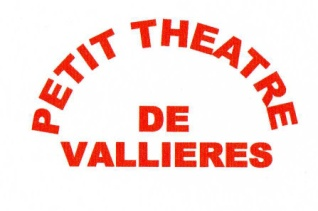 PETIT THEATRE
DE
VALLIERES